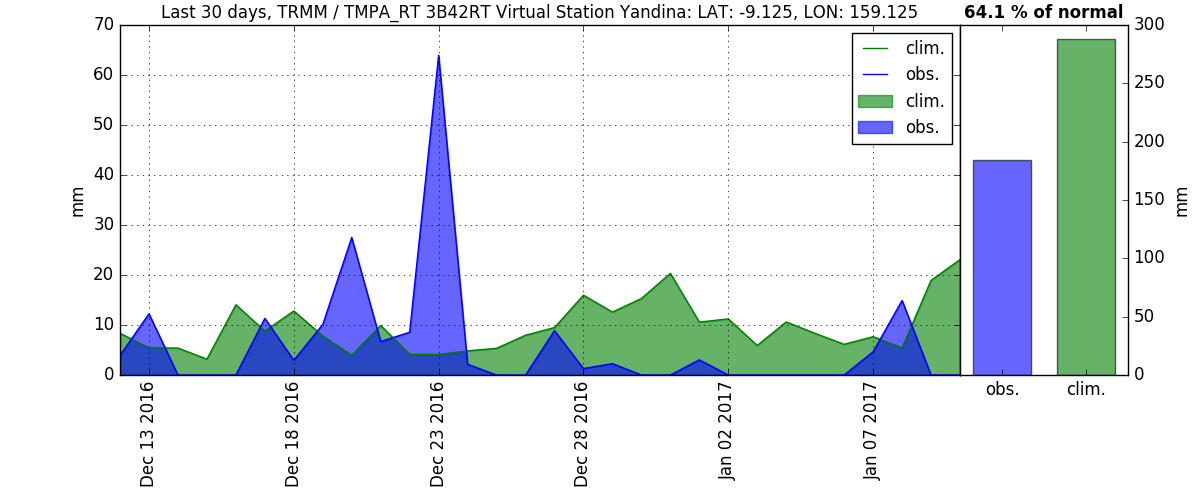 Last 30 days, TRMM / TMPA_RT 3B42RT Virtual Station Yandina: LAT: -9.125, LON: 159.125
64.1 % of normal
70
60
50
40
30
20
10
0
mm
clim.
obs.
clim.
obs.
Dec 13 2016
Dec 18 2016
Dec 23 2016
Dec 28 2016
Jan 02 2017
Jan 07 2017
300
250
200
150
100
50
0
mm
obs.
clim.